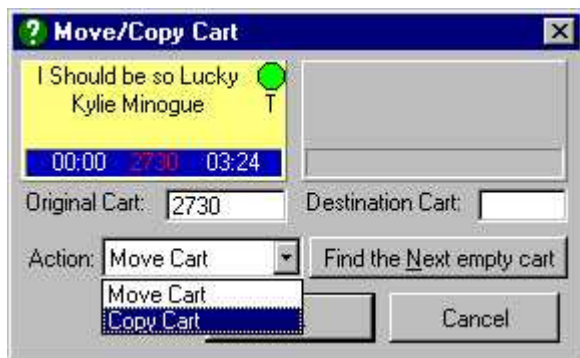 Move/Copy Cart
I Should be so Lucky
Kylie Minogue
T
00:00 2730 03:24
Original Cart: 2730
Destination Cart:
Action: Move Cart
Find the Next empty cart
Move Cart
Copy Cart
Cancel